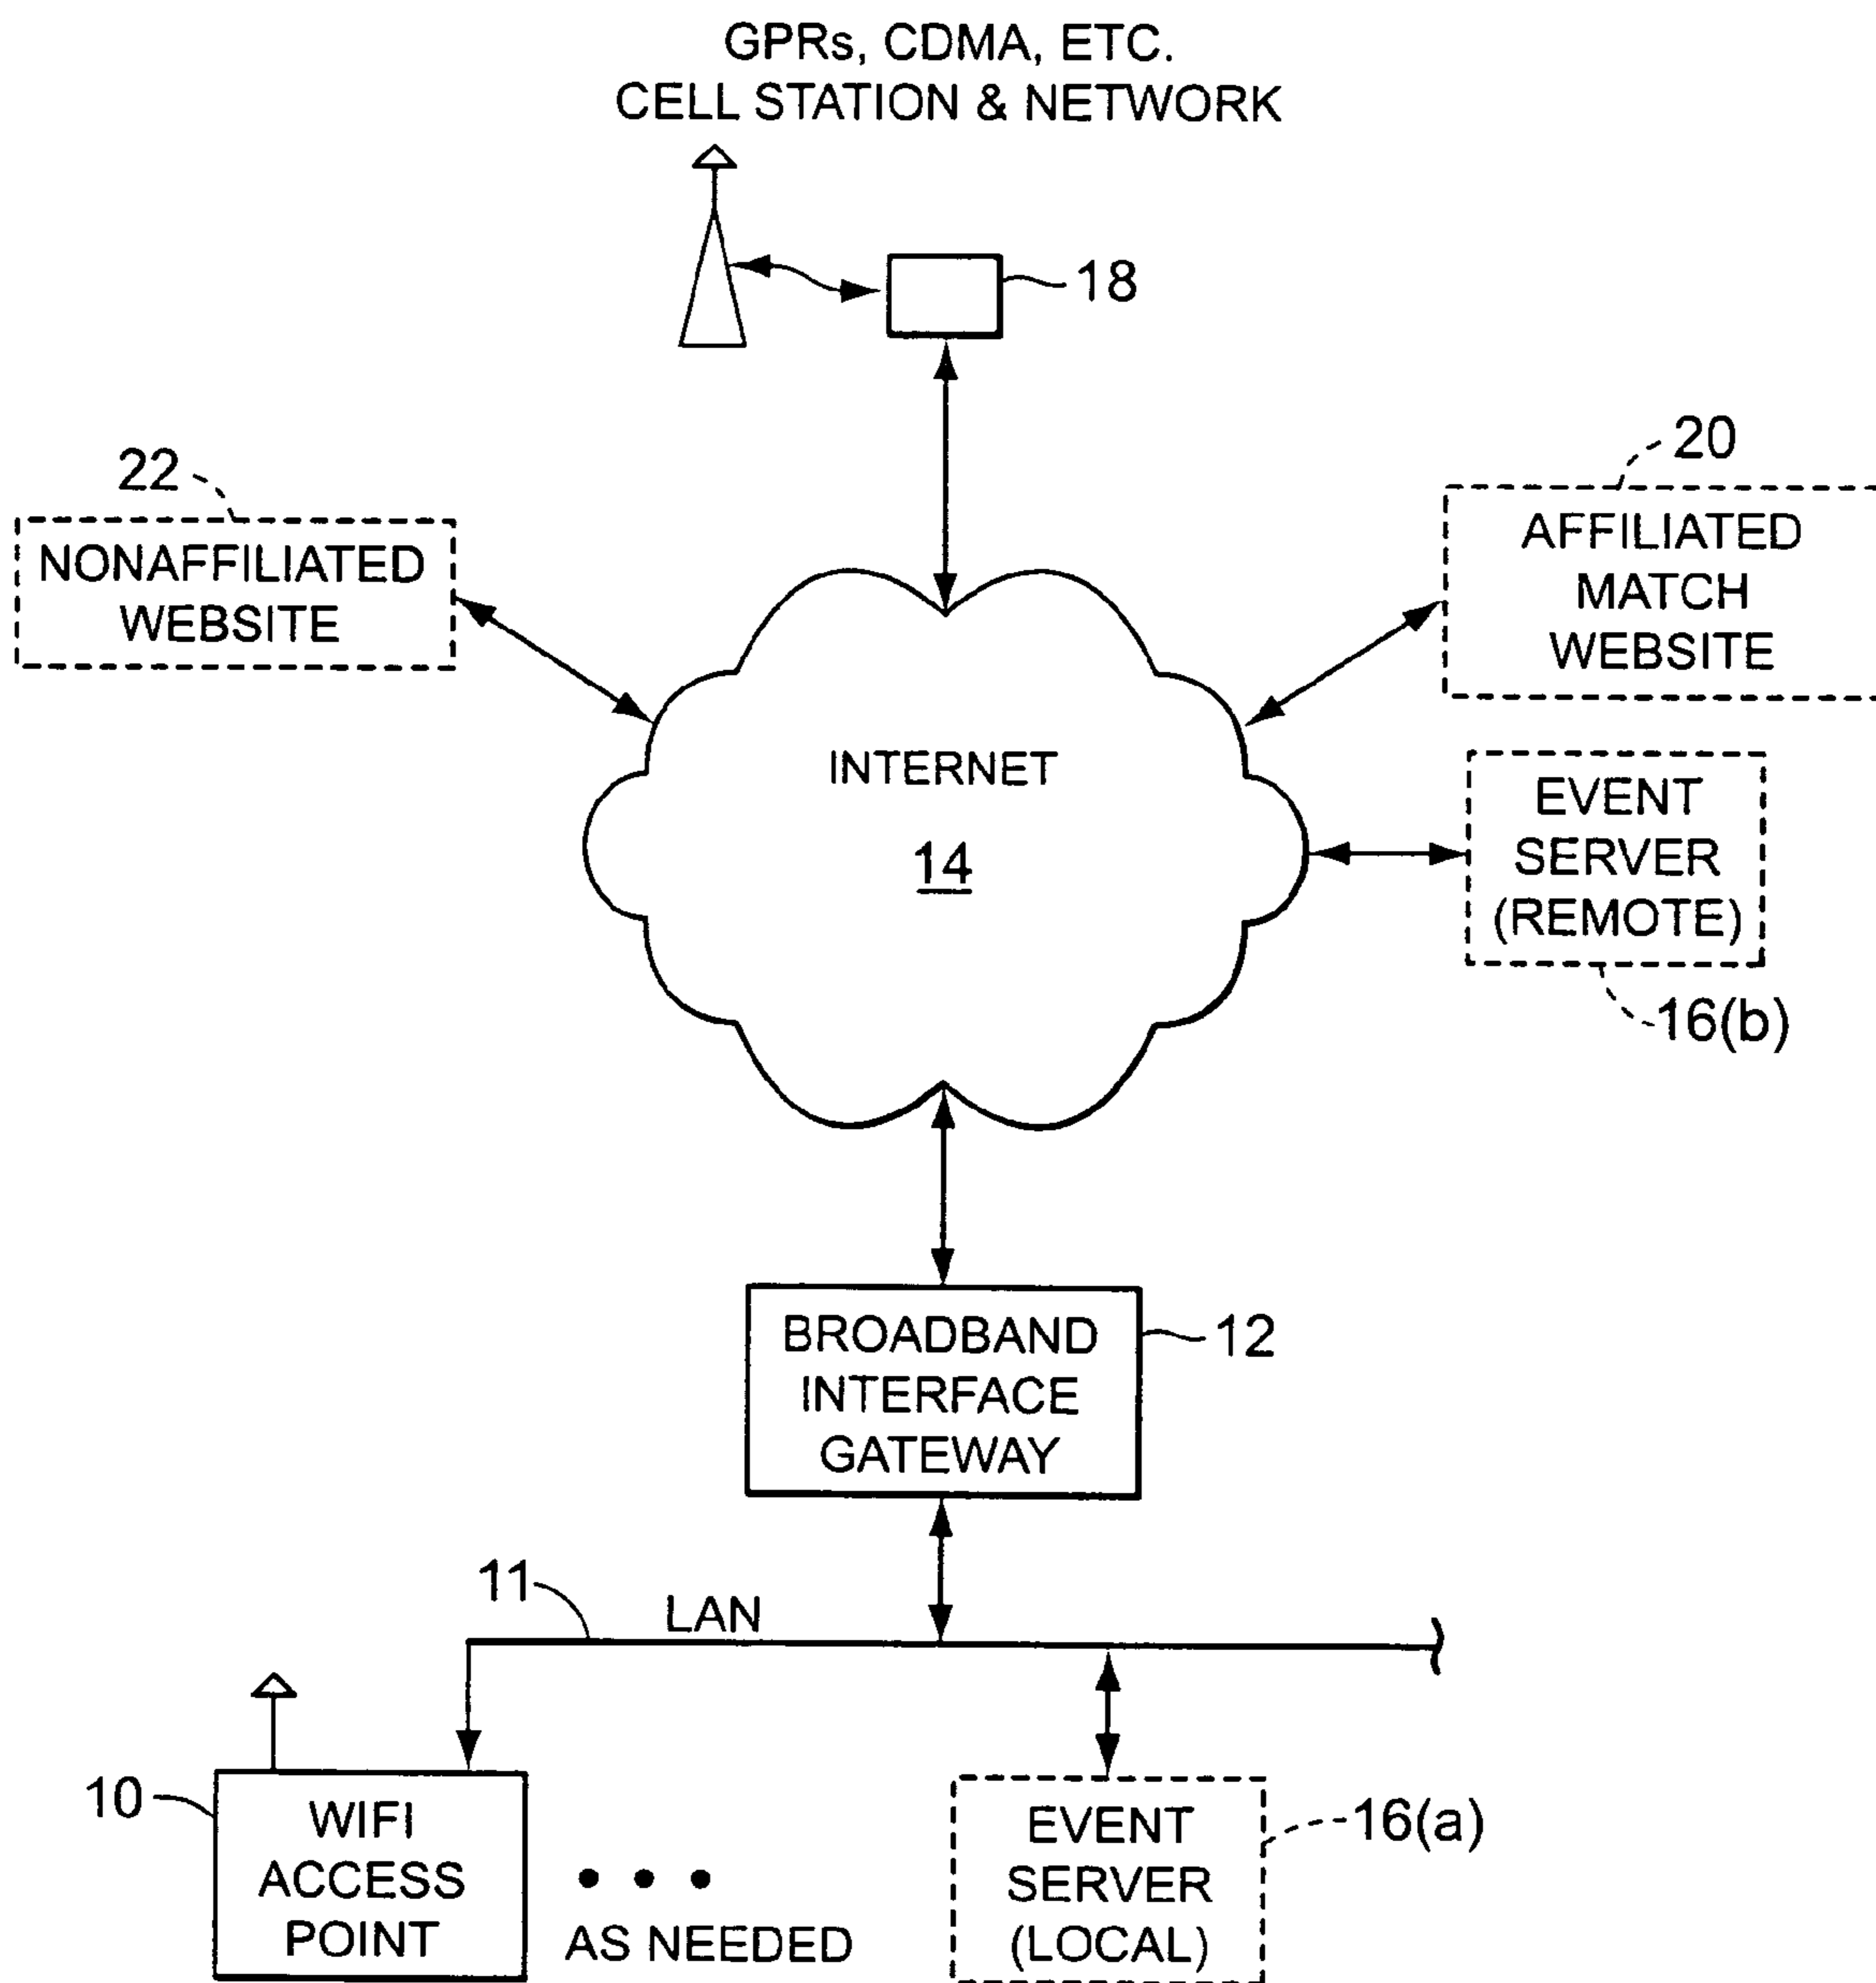 GPRs, CDMA, ETC.
CELL STATION & NETWORK
18
20
22
NONAFFILIATED
WEBSITE
AFFILIATED
MATCH
WEBSITE
INTERNET
14
EVENT
SERVER
(REMOTE)
16(b)
BROADBAND
INTERFACE
GATEWAY
12
11
LAN
10
WIFI
ACCESS
POINT
• • •
AS NEEDED
EVENT
SERVER
(LOCAL)
16(a)